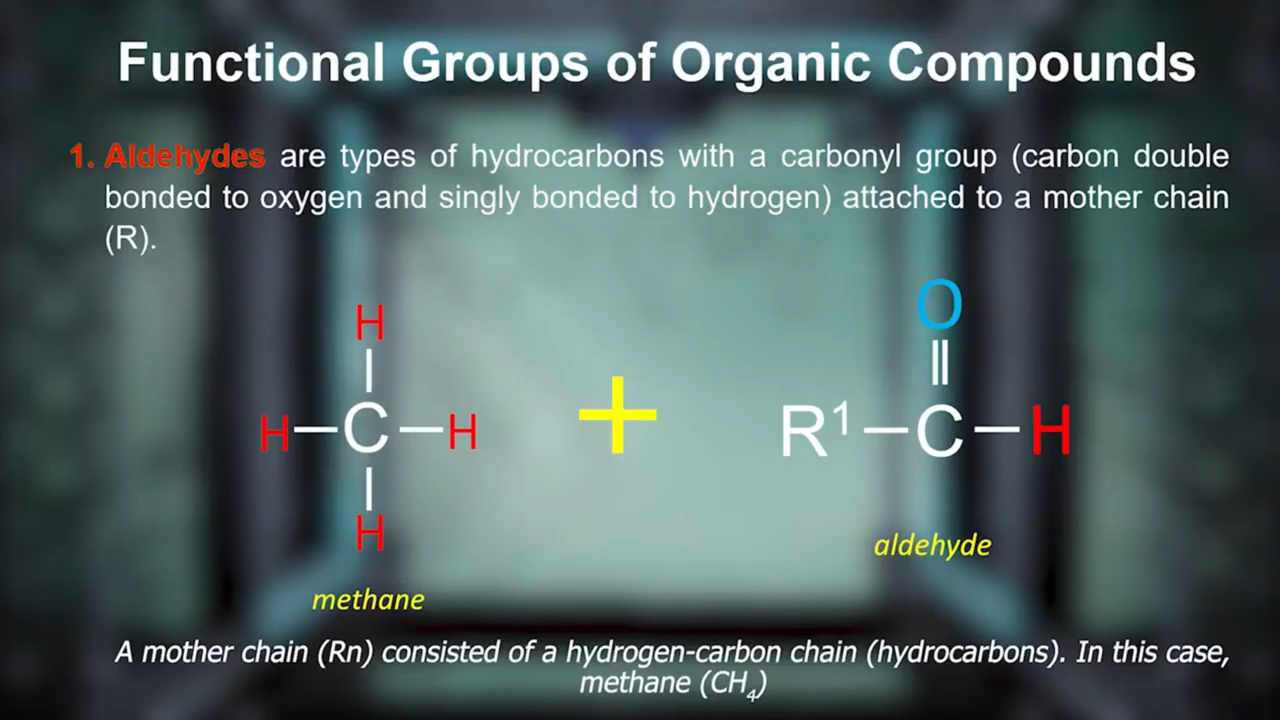 Functional Groups of Organic Compounds
1. Aldehydes are types of hydrocarbons with a carbonyl group (carbon double
bonded to oxygen and singly bonded to hydrogen) attached to a mother chain
(R).
H
H—C—H
H
methane
+
O
R¹—C—H
aldehyde
A mother chain (Rn) consisted of a hydrogen-carbon chain (hydrocarbons). In this case,
methane (CH₄)